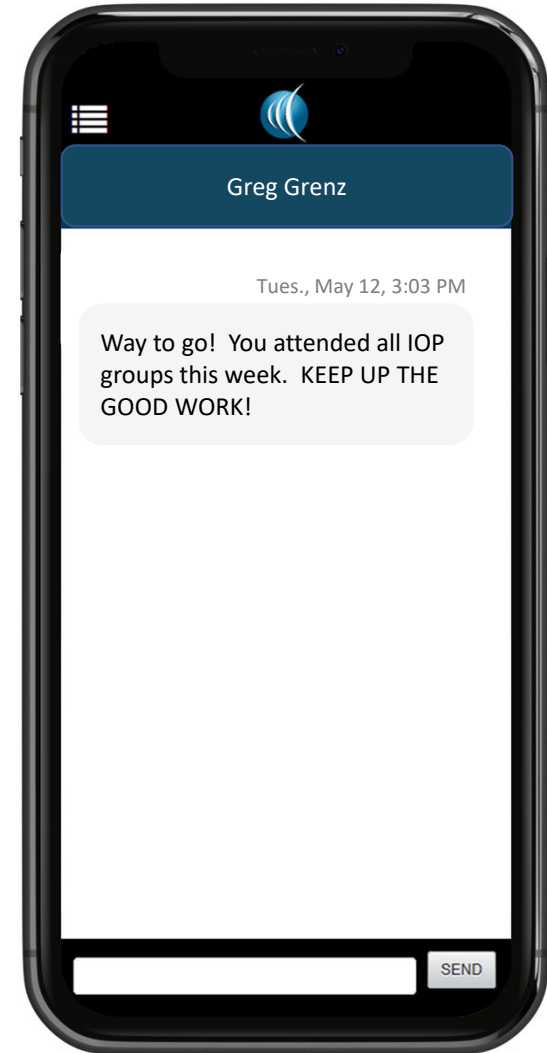 Greg Grenz
Tues., May 12, 3:03 PM
Way to go!  You attended all IOP
groups this week.  KEEP UP THE
GOOD WORK!
SEND